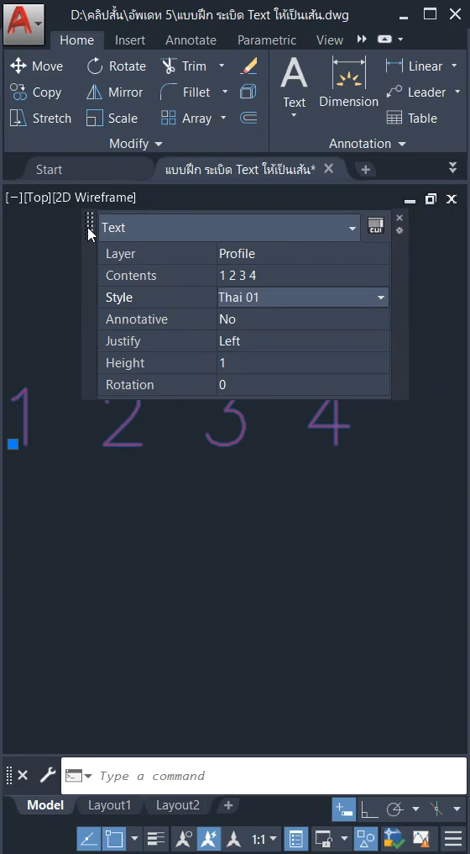 D:\คลิปสั้น\อัพเดท 5\แบบฝึก ระเบิด Text ให้เป็นเส้น.dwg
Home Insert Annotate Parametric View
Move Rotate Trim Linear
Copy Mirror Fillet Text Dimension Leader
Stretch Scale Array Table
Modify Annotation
Start แบบฝึก ระเบิด Text ให้เป็นเส้น*
[−][Top][2D Wireframe]
Text CUI
Layer Profile
Contents 1 2 3 4
Style Thai 01
Annotative No
Justify Left
Height 1
Rotation 0
1 2 3 4
Type a command
Model Layout1 Layout2
1:1